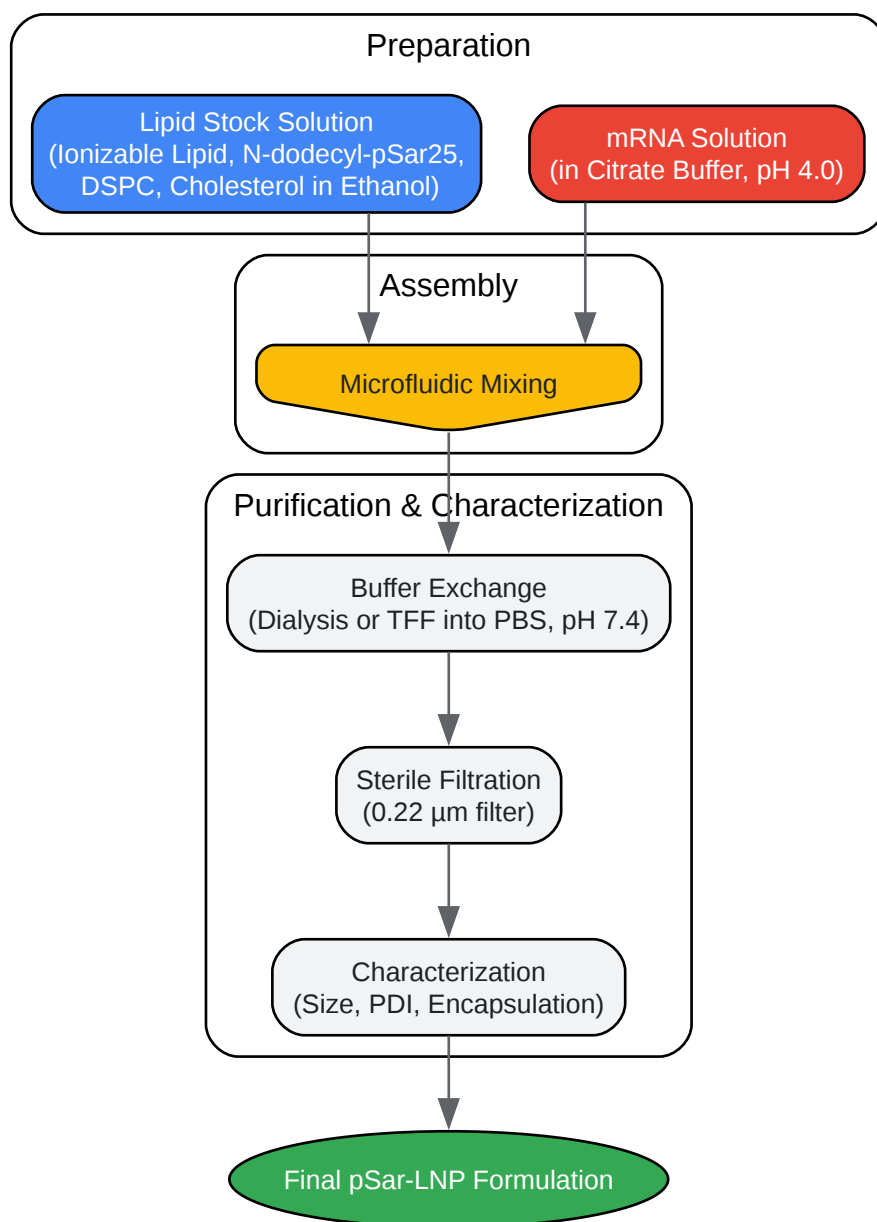 Preparation
Lipid Stock Solution
(Ionizable Lipid, N-dodecyl-pSar25,
DSPC, Cholesterol in Ethanol)
mRNA Solution
(in Citrate Buffer, pH 4.0)
Assembly
Microfluidic Mixing
Purification & Characterization
Buffer Exchange
(Dialysis or TFF into PBS, pH 7.4)
Sterile Filtration
(0.22 µm filter)
Characterization
(Size, PDI, Encapsulation)
Final pSar-LNP Formulation